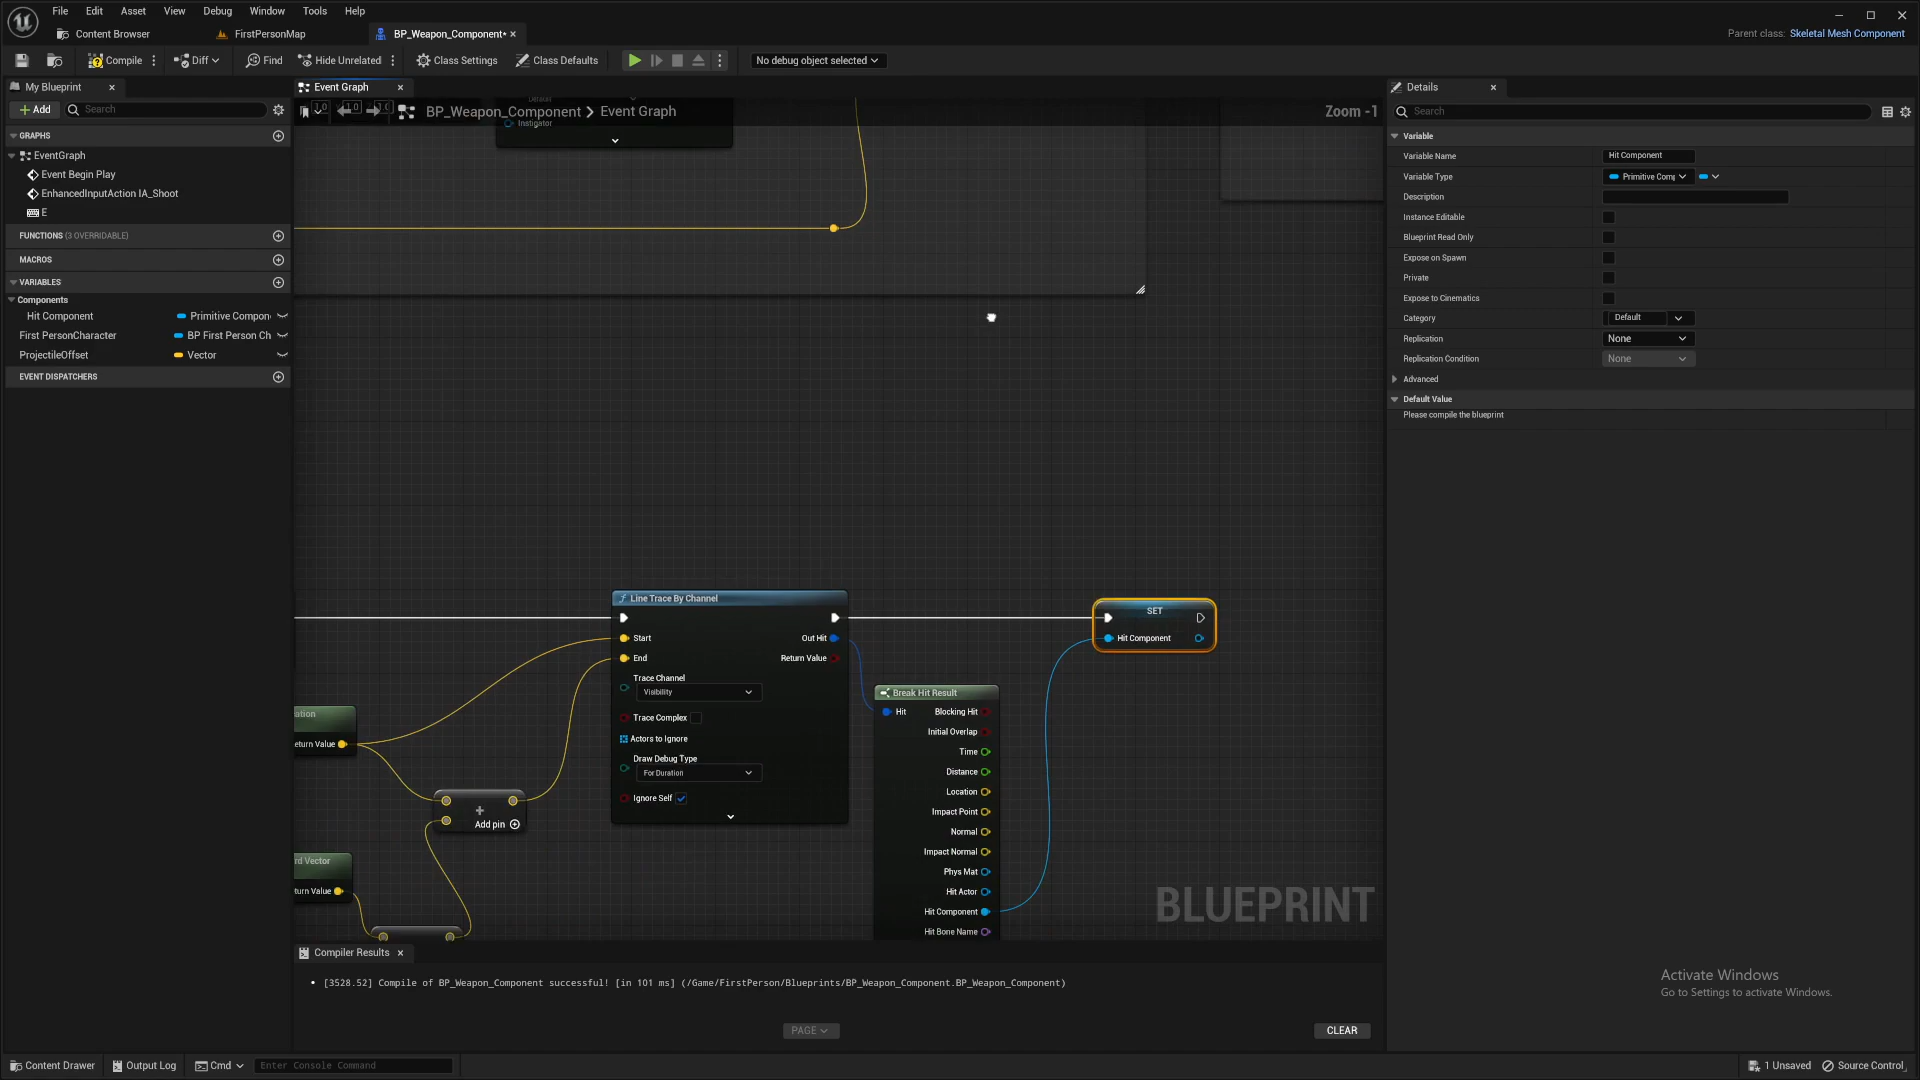 File Edit Asset View Debug Window Tools Help
Content Browser FirstPersonMap BP_Weapon_Component*
Parent class: Skeletal Mesh Component
Compile Diff Find Hide Unrelated Class Settings Class Defaults No debug object selected
My Blueprint
Event Graph
Details
Add Search
BP_Weapon_Component > Event Graph
Zoom -1
Search
GRAPHS
EventGraph
Event Begin Play
EnhancedInputAction IA_Shoot
E
FUNCTIONS (3 OVERRIDABLE)
MACROS
VARIABLES
Components
Hit Component Primitive Compon
First PersonCharacter BP First Person Ch
ProjectileOffset Vector
EVENT DISPATCHERS
Default
Instigator
Line Trace By Channel
Start
Out Hit
End
Return Value
Trace Channel
Visibility
Trace Complex
Actors to Ignore
Draw Debug Type
For Duration
Ignore Self
SET
Hit Component
Break Hit Result
Hit
Blocking Hit
Initial Overlap
Time
Distance
Location
Impact Point
Normal
Impact Normal
Phys Mat
Hit Actor
Hit Component
Hit Bone Name
ation
eturn Value
Add pin
rd Vector
turn Value
BLUEPRINT
Variable
Variable Name Hit Component
Variable Type Primitive Comp
Description
Instance Editable
Blueprint Read Only
Expose on Spawn
Private
Expose to Cinematics
Category Default
Replication None
Replication Condition None
Advanced
Default Value
Please compile the blueprint
Compiler Results
[3528.52] Compile of BP_Weapon_Component successful! [in 101 ms] (/Game/FirstPerson/Blueprints/BP_Weapon_Component.BP_Weapon_Component)
PAGE
CLEAR
Activate Windows
Go to Settings to activate Windows.
Content Drawer Output Log Cmd Enter Console Command
1 Unsaved Source Control